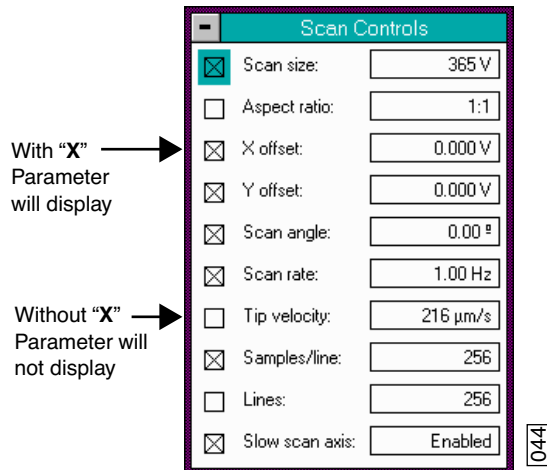 Scan Controls
Scan size: 365 V
Aspect ratio: 1:1
With “X”
Parameter
will display
X offset: 0.000 V
Y offset: 0.000 V
Scan angle: 0.00 º
Scan rate: 1.00 Hz
Without “X”
Parameter will
not display
Tip velocity: 216 µm/s
Samples/line: 256
Lines: 256
Slow scan axis: Enabled
044